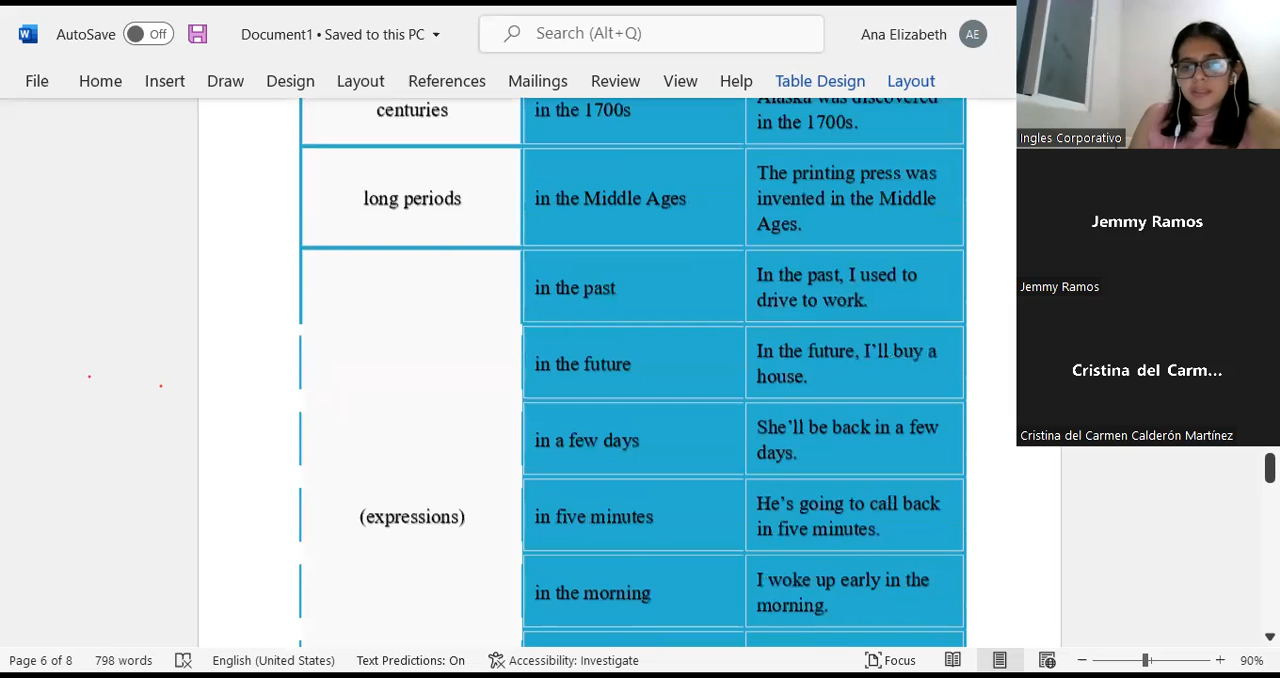 AutoSave Off Document1 • Saved to this PC Search (Alt+Q) Ana Elizabeth AE
File Home Insert Draw Design Layout References Mailings Review View Help Table Design Layout
centuries
in the 1700s
Alaska was discovered
in the 1700s.
long periods
in the Middle Ages
The printing press was
invented in the Middle
Ages.
(expressions)
in the past
In the past, I used to
drive to work.
in the future
In the future, I’ll buy a
house.
in a few days
She’ll be back in a few
days.
in five minutes
He’s going to call back
in five minutes.
in the morning
I woke up early in the
morning.
Ingles Corporativo
Jemmy Ramos
Jemmy Ramos
Cristina del Carm...
Cristina del Carmen Calderón Martínez
Page 6 of 8 798 words English (United States) Text Predictions: On Accessibility: Investigate Focus 90%